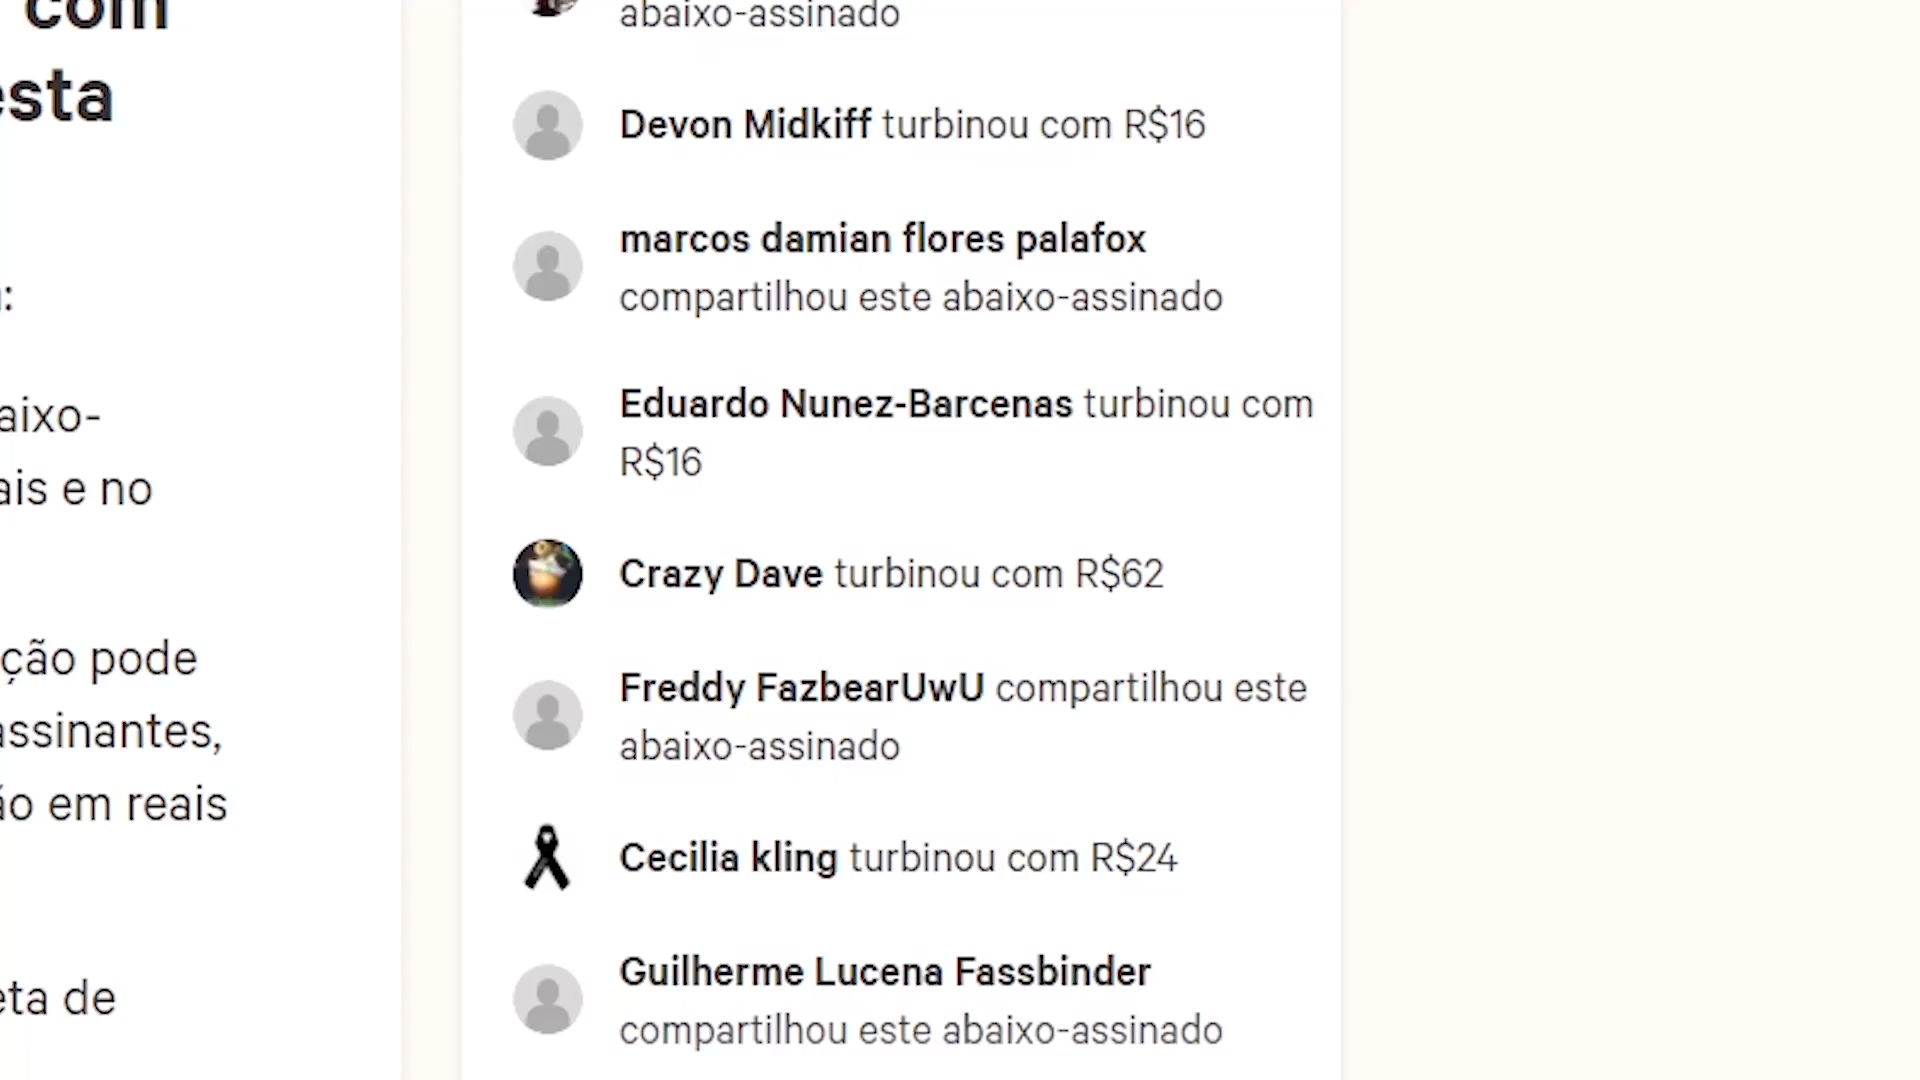 com
esta
:
aixo-
ais e no
ção pode
assinantes,
ão em reais
eta de
abaixo-assinado
Devon Midkiff turbinou com R$16
marcos damian flores palafox
compartilhou este abaixo-assinado
Eduardo Nunez-Barcenas turbinou com
R$16
Crazy Dave turbinou com R$62
Freddy FazbearUwU compartilhou este
abaixo-assinado
Cecilia kling turbinou com R$24
Guilherme Lucena Fassbinder
compartilhou este abaixo-assinado